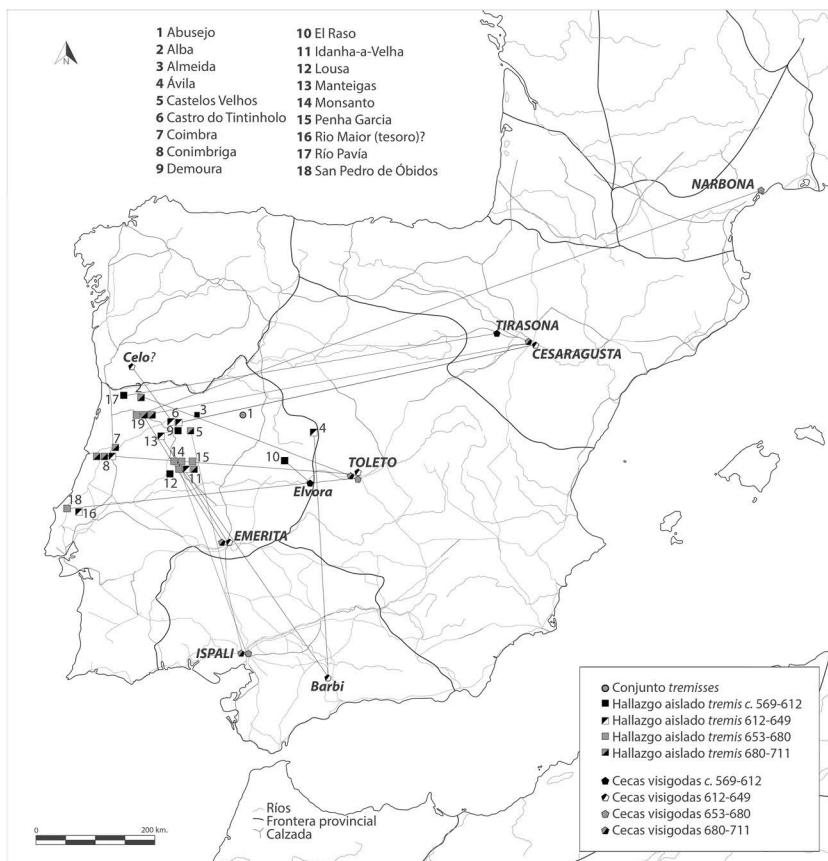 1 Abusejo
2 Alba
3 Almeida
4 Ávila
5 Castelos Velhos
6 Castro do Tintinholo
7 Coimbra
8 Conimbriga
9 Demoura
10 El Raso
11 Idanha-a-Velha
12 Lousa
13 Manteigas
14 Monsanto
15 Penha Garcia
16 Rio Maior (tesoro)?
17 Río Pavía
18 San Pedro de Óbidos
N
NARBONA
TIRASONA
CESARAGUSTA
Celo?
17
2
19
6
3
1
9
5
13
4
7
8
14
15
10
12
11
TOLETO
Elvora
18
16
EMERITA
ISPALI
Barbi
Conjunto tremisses
Hallazgo aislado tremis c. 569-612
Hallazgo aislado tremis 612-649
Hallazgo aislado tremis 653-680
Hallazgo aislado tremis 680-711
Cecas visigodas c. 569-612
Cecas visigodas 612-649
Cecas visigodas 653-680
Cecas visigodas 680-711
Ríos
Frontera provincial
Calzada
0 200 km.